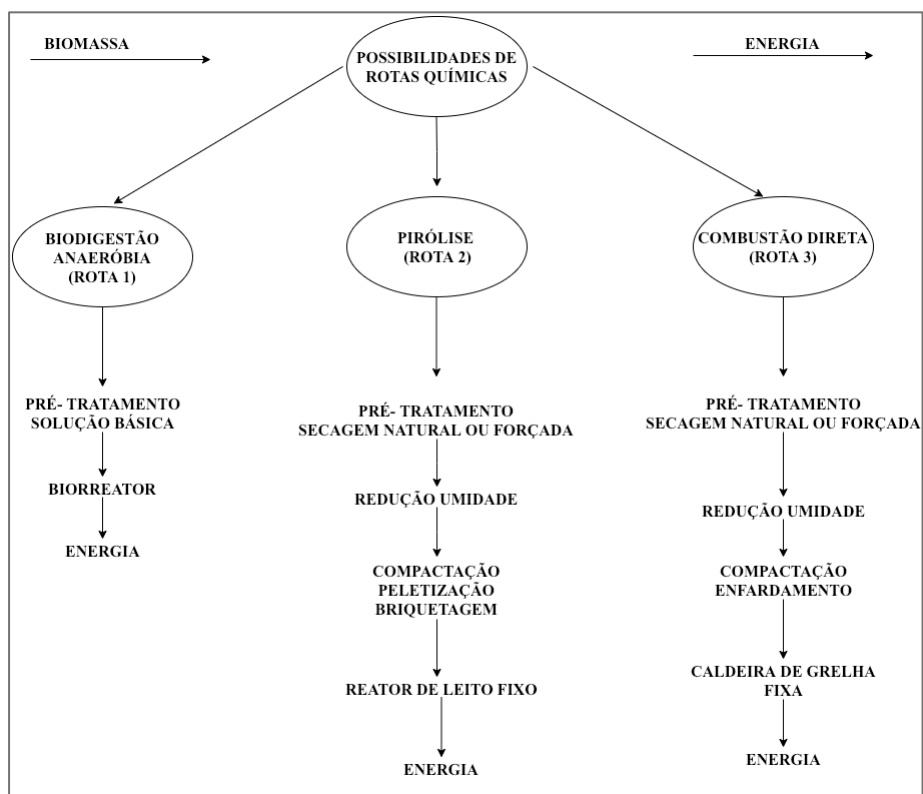 BIOMASSA
POSSIBILIDADES DE
ROTAS QUÍMICAS
ENERGIA
BIODIGESTÃO
ANAERÓBIA
(ROTA 1)
PRÉ- TRATAMENTO
SOLUÇÃO BÁSICA
BIORREATOR
ENERGIA
PIRÓLISE
(ROTA 2)
PRÉ- TRATAMENTO
SECAGEM NATURAL OU FORÇADA
REDUÇÃO UMIDADE
COMPACTAÇÃO
PELETIZAÇÃO
BRIQUETAGEM
REATOR DE LEITO FIXO
ENERGIA
COMBUSTÃO DIRETA
(ROTA 3)
PRÉ- TRATAMENTO
SECAGEM NATURAL OU FORÇADA
REDUÇÃO UMIDADE
COMPACTAÇÃO
ENFARDAMENTO
CALDEIRA DE GRELHA
FIXA
ENERGIA